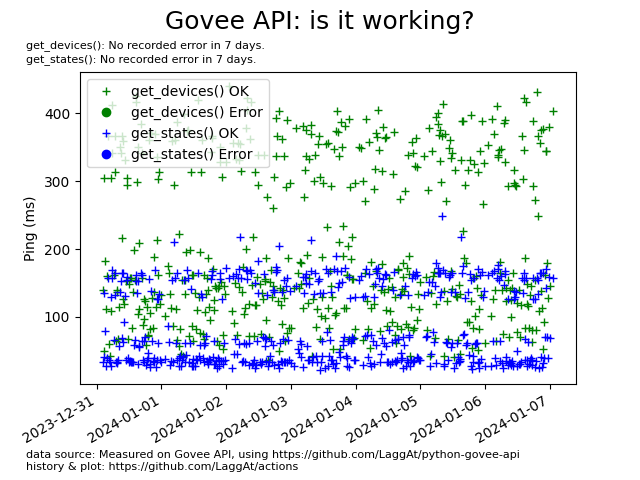 Govee API: is it working?
get_devices(): No recorded error in 7 days.
get_states(): No recorded error in 7 days.
get_devices() OK
get_devices() Error
get_states() OK
get_states() Error
400
300
200
100
Ping (ms)
2023-12-31
2024-01-01
2024-01-02
2024-01-03
2024-01-04
2024-01-05
2024-01-06
2024-01-07
data source: Measured on Govee API, using https://github.com/LaggAt/python-govee-api
history & plot: https://github.com/LaggAt/actions